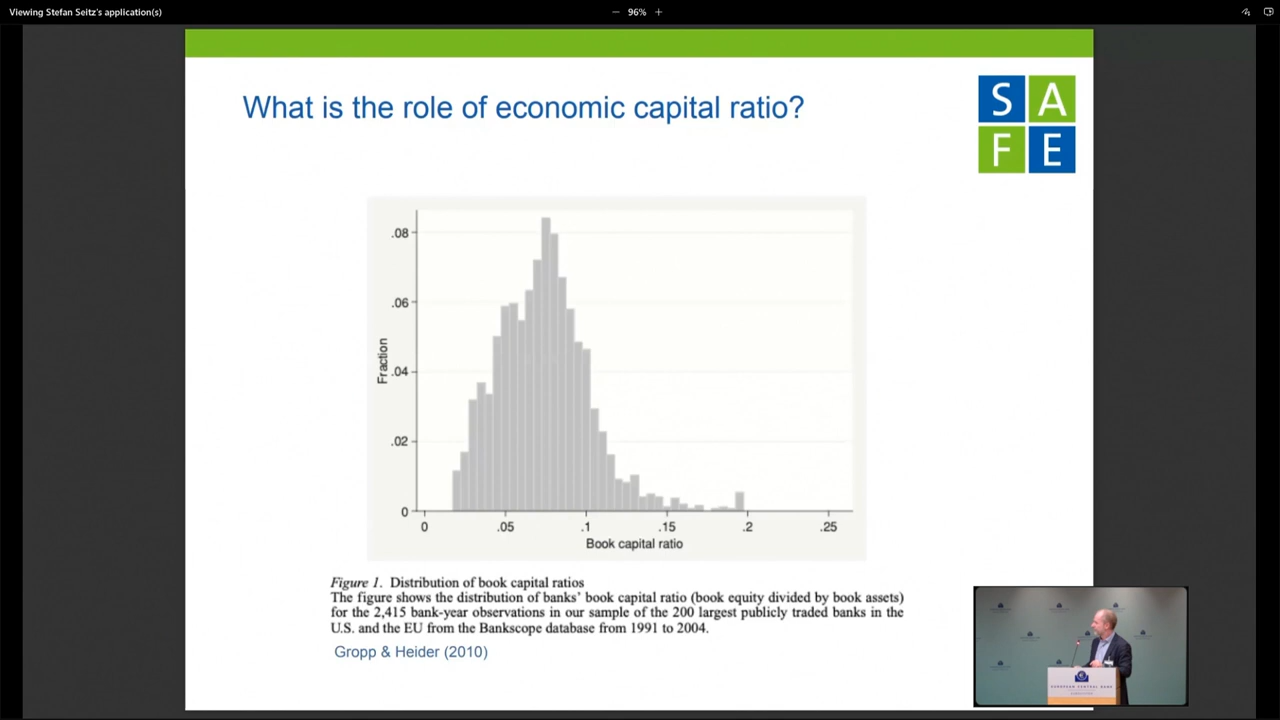 Viewing Stefan Seitz's application(s)
96%
What is the role of economic capital ratio?
S A
F E
.08
.06
.04
.02
0
Fraction
0 .05 .1 .15 .2 .25
Book capital ratio
Figure 1. Distribution of book capital ratios
The figure shows the distribution of banks' book capital ratio (book equity divided by book assets)
for the 2,415 bank-year observations in our sample of the 200 largest publicly traded banks in the
U.S. and the EU from the Bankscope database from 1991 to 2004.
Gropp & Heider (2010)
EUROPEAN CENTRAL BANK